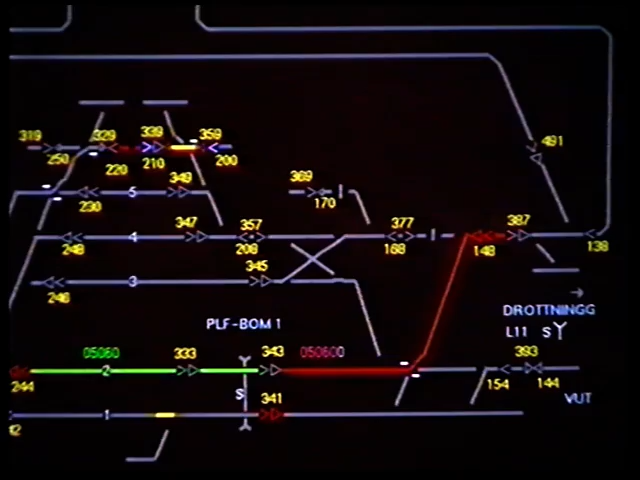 491
319 329 339 359
250 220 210 200
369
349
5
170
230
347 357 377 387
4
248 208 168 148 138
345
3
246
DROTTNINGG
PLF-BOM 1
L11 S
05060 333 343 050600 393
2
244 154 144
S
341 VUT
1